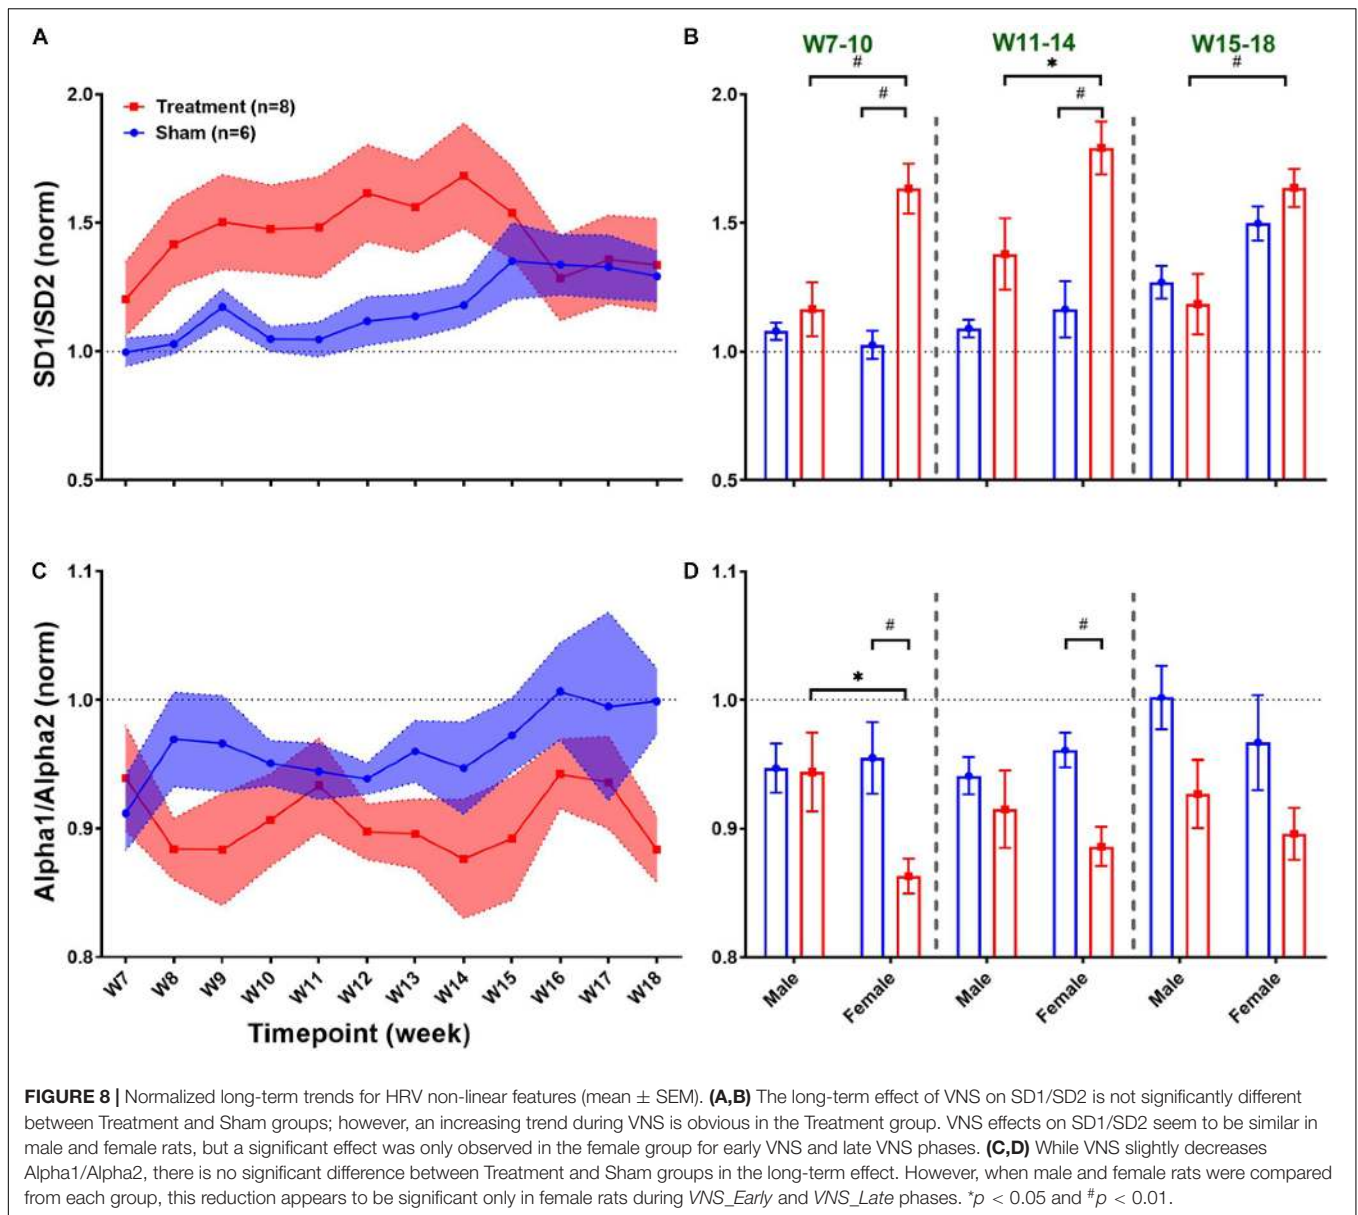 A
2.0
1.5
1.0
0.5
SD1/SD2 (norm)
Treatment (n=8)
Sham (n=6)
B
W7-10
W11-14
W15-18
#
*
#
#
#
2.0
1.5
1.0
0.5
C
1.1
1.0
0.9
0.8
Alpha1/Alpha2 (norm)
W7
W8
W9
W10
W11
W12
W13
W14
W15
W16
W17
W18
Timepoint (week)
D
1.1
1.0
0.9
0.8
#
#
*
Male
Female
Male
Female
Male
Female
FIGURE 8 | Normalized long-term trends for HRV non-linear features (mean ± SEM). (A,B) The long-term effect of VNS on SD1/SD2 is not significantly different
between Treatment and Sham groups; however, an increasing trend during VNS is obvious in the Treatment group. VNS effects on SD1/SD2 seem to be similar in
male and female rats, but a significant effect was only observed in the female group for early VNS and late VNS phases. (C,D) While VNS slightly decreases
Alpha1/Alpha2, there is no significant difference between Treatment and Sham groups in the long-term effect. However, when male and female rats were compared
from each group, this reduction appears to be significant only in female rats during VNS_Early and VNS_Late phases. *p < 0.05 and #p < 0.01.